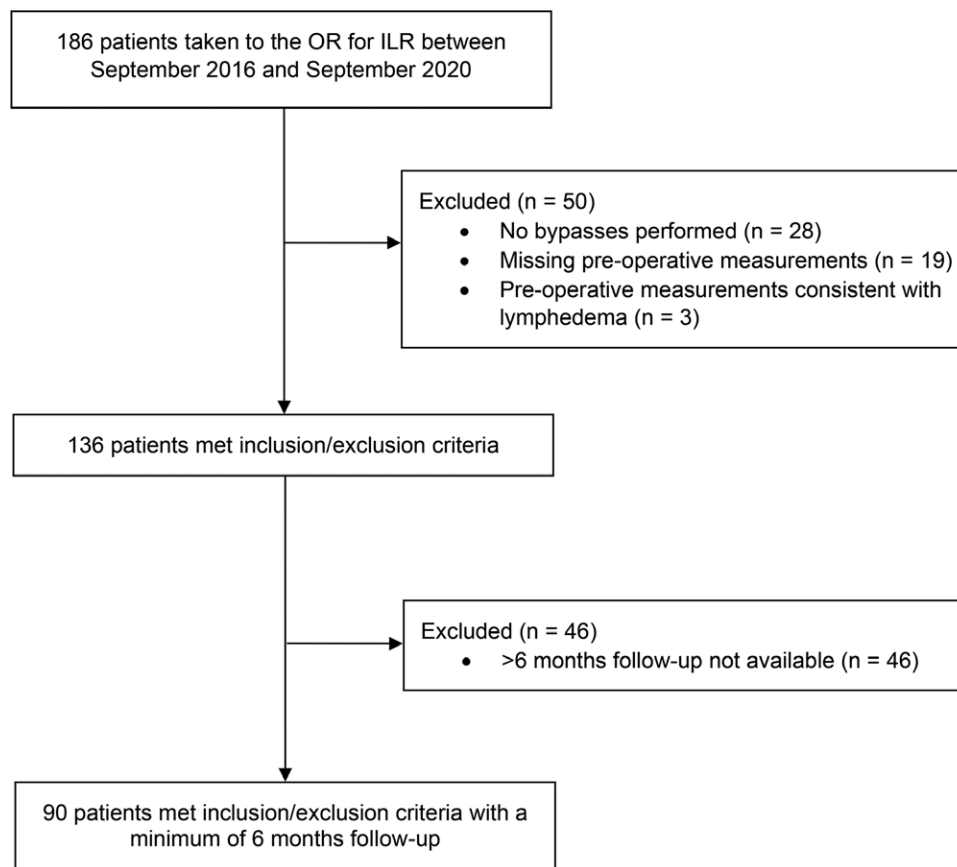 186 patients taken to the OR for ILR between
September 2016 and September 2020
Excluded (n = 50)
• No bypasses performed (n = 28)
• Missing pre-operative measurements (n = 19)
• Pre-operative measurements consistent with
lymphedema (n = 3)
136 patients met inclusion/exclusion criteria
Excluded (n = 46)
• >6 months follow-up not available (n = 46)
90 patients met inclusion/exclusion criteria with a
minimum of 6 months follow-up